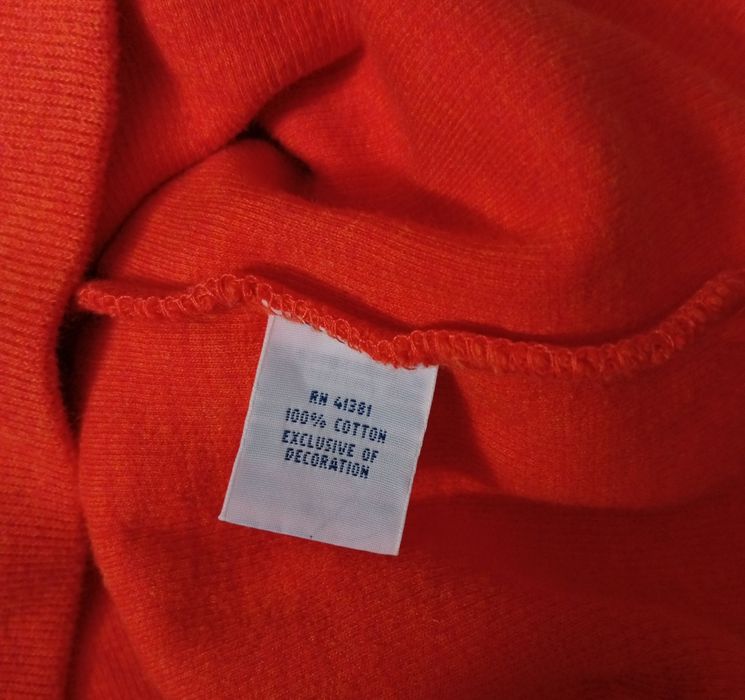 RN 41381
100% COTTON
EXCLUSIVE OF
DECORATION